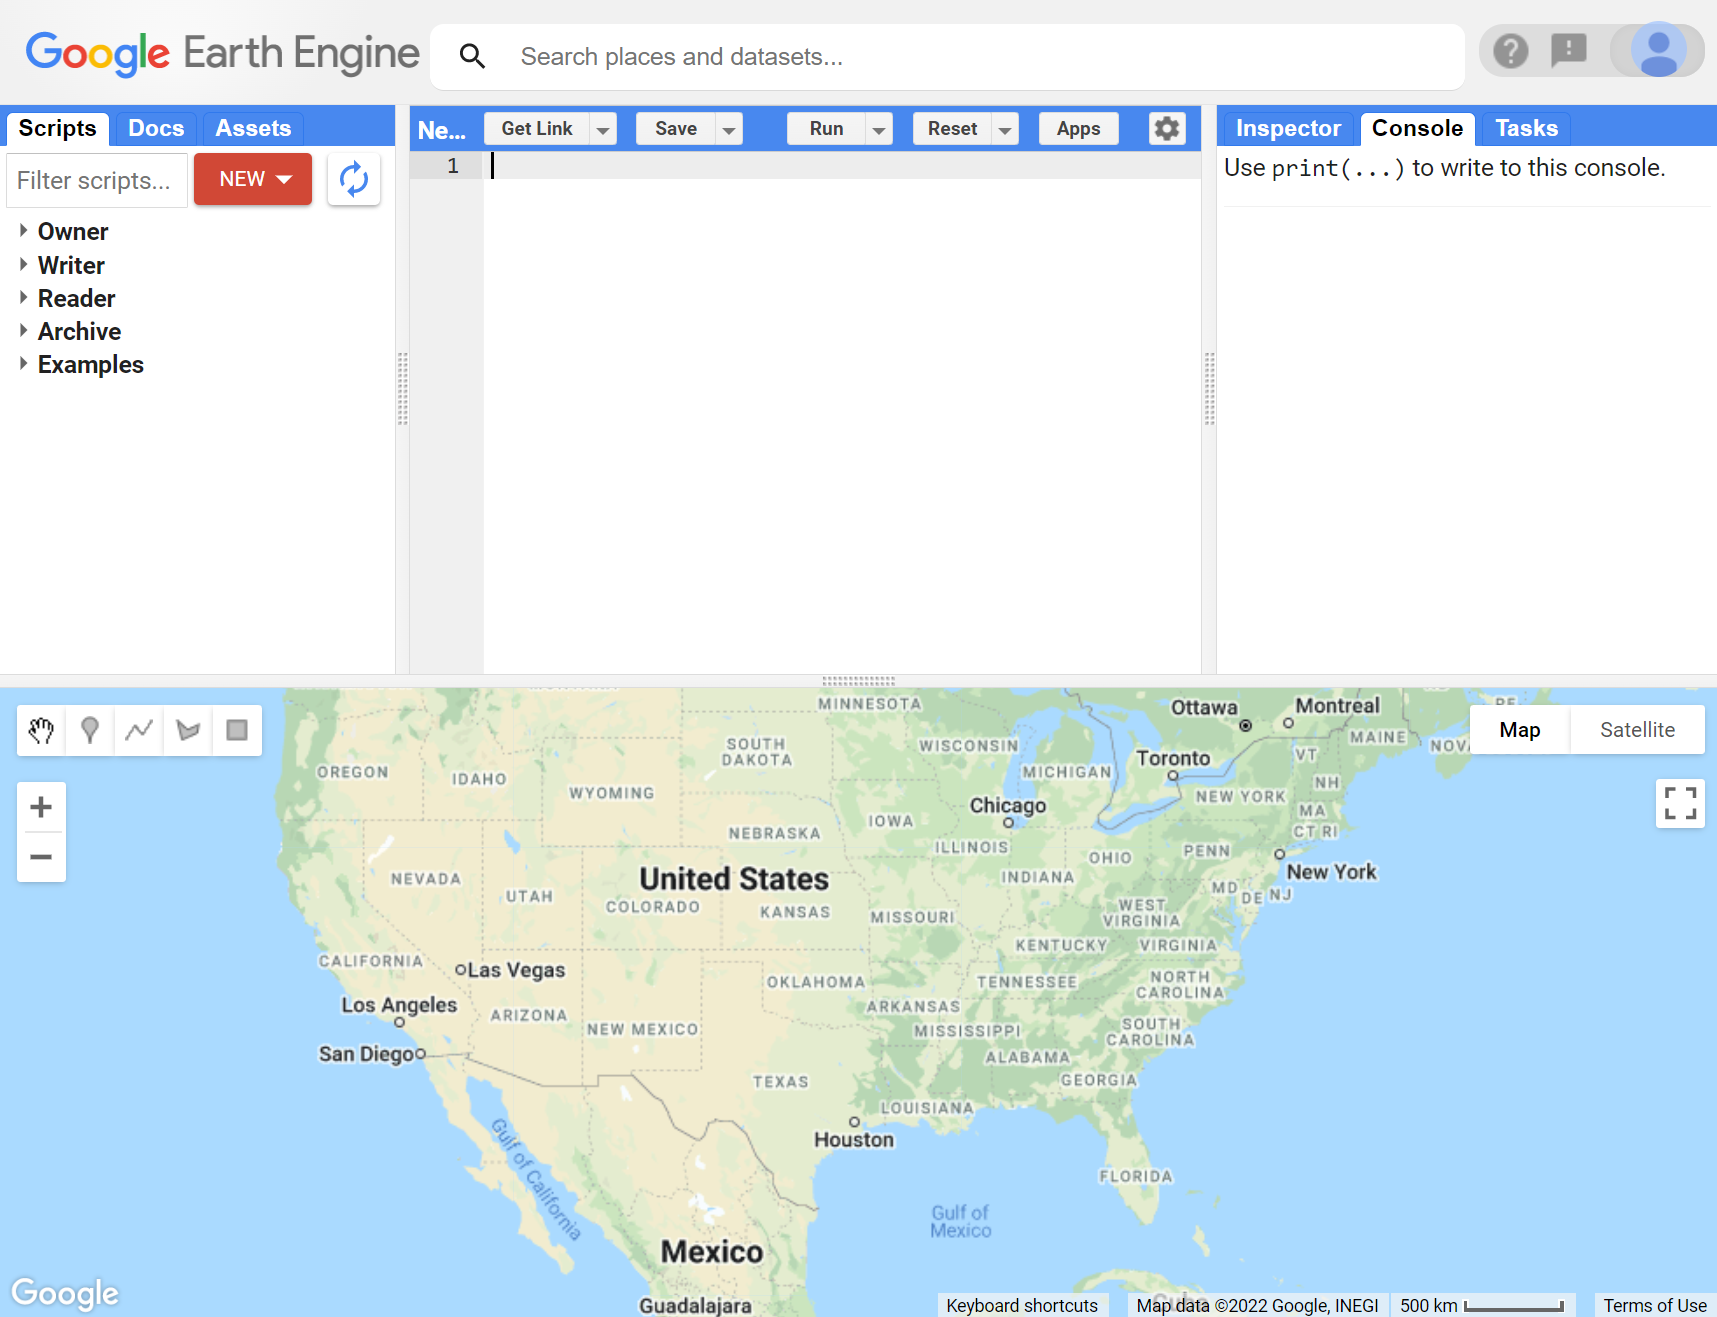 Google Earth Engine
Search places and datasets...
Scripts Docs Assets
Filter scripts... NEW
Owner
Writer
Reader
Archive
Examples
Ne... Get Link Save Run Reset Apps
1
Inspector Console Tasks
Use print(...) to write to this console.
Map Satellite
MINNESOTA
Ottawa
Montreal
MAINE
SOUTH
DAKOTA
WISCONSIN
VT
OREGON
IDAHO
MICHIGAN
Toronto
NH
WYOMING
NEW YORK
MA
Chicago
IOWA
CT RI
NEBRASKA
ILLINOIS
OHIO
PENN
NEVADA
United States
INDIANA
New York
UTAH
COLORADO
KANSAS
MISSOURI
WEST
VIRGINIA
MD
DE NJ
KENTUCKY
VIRGINIA
CALIFORNIA
Las Vegas
OKLAHOMA
TENNESSEE
NORTH
CAROLINA
Los Angeles
ARIZONA
NEW MEXICO
ARKANSAS
MISSISSIPPI
SOUTH
CAROLINA
San Diego
ALABAMA
TEXAS
GEORGIA
LOUISIANA
Houston
Gulf of California
FLORIDA
Gulf of
Mexico
Mexico
Guadalajara
Cuba
Google
Keyboard shortcuts Map data ©2022 Google, INEGI 500 km Terms of Use